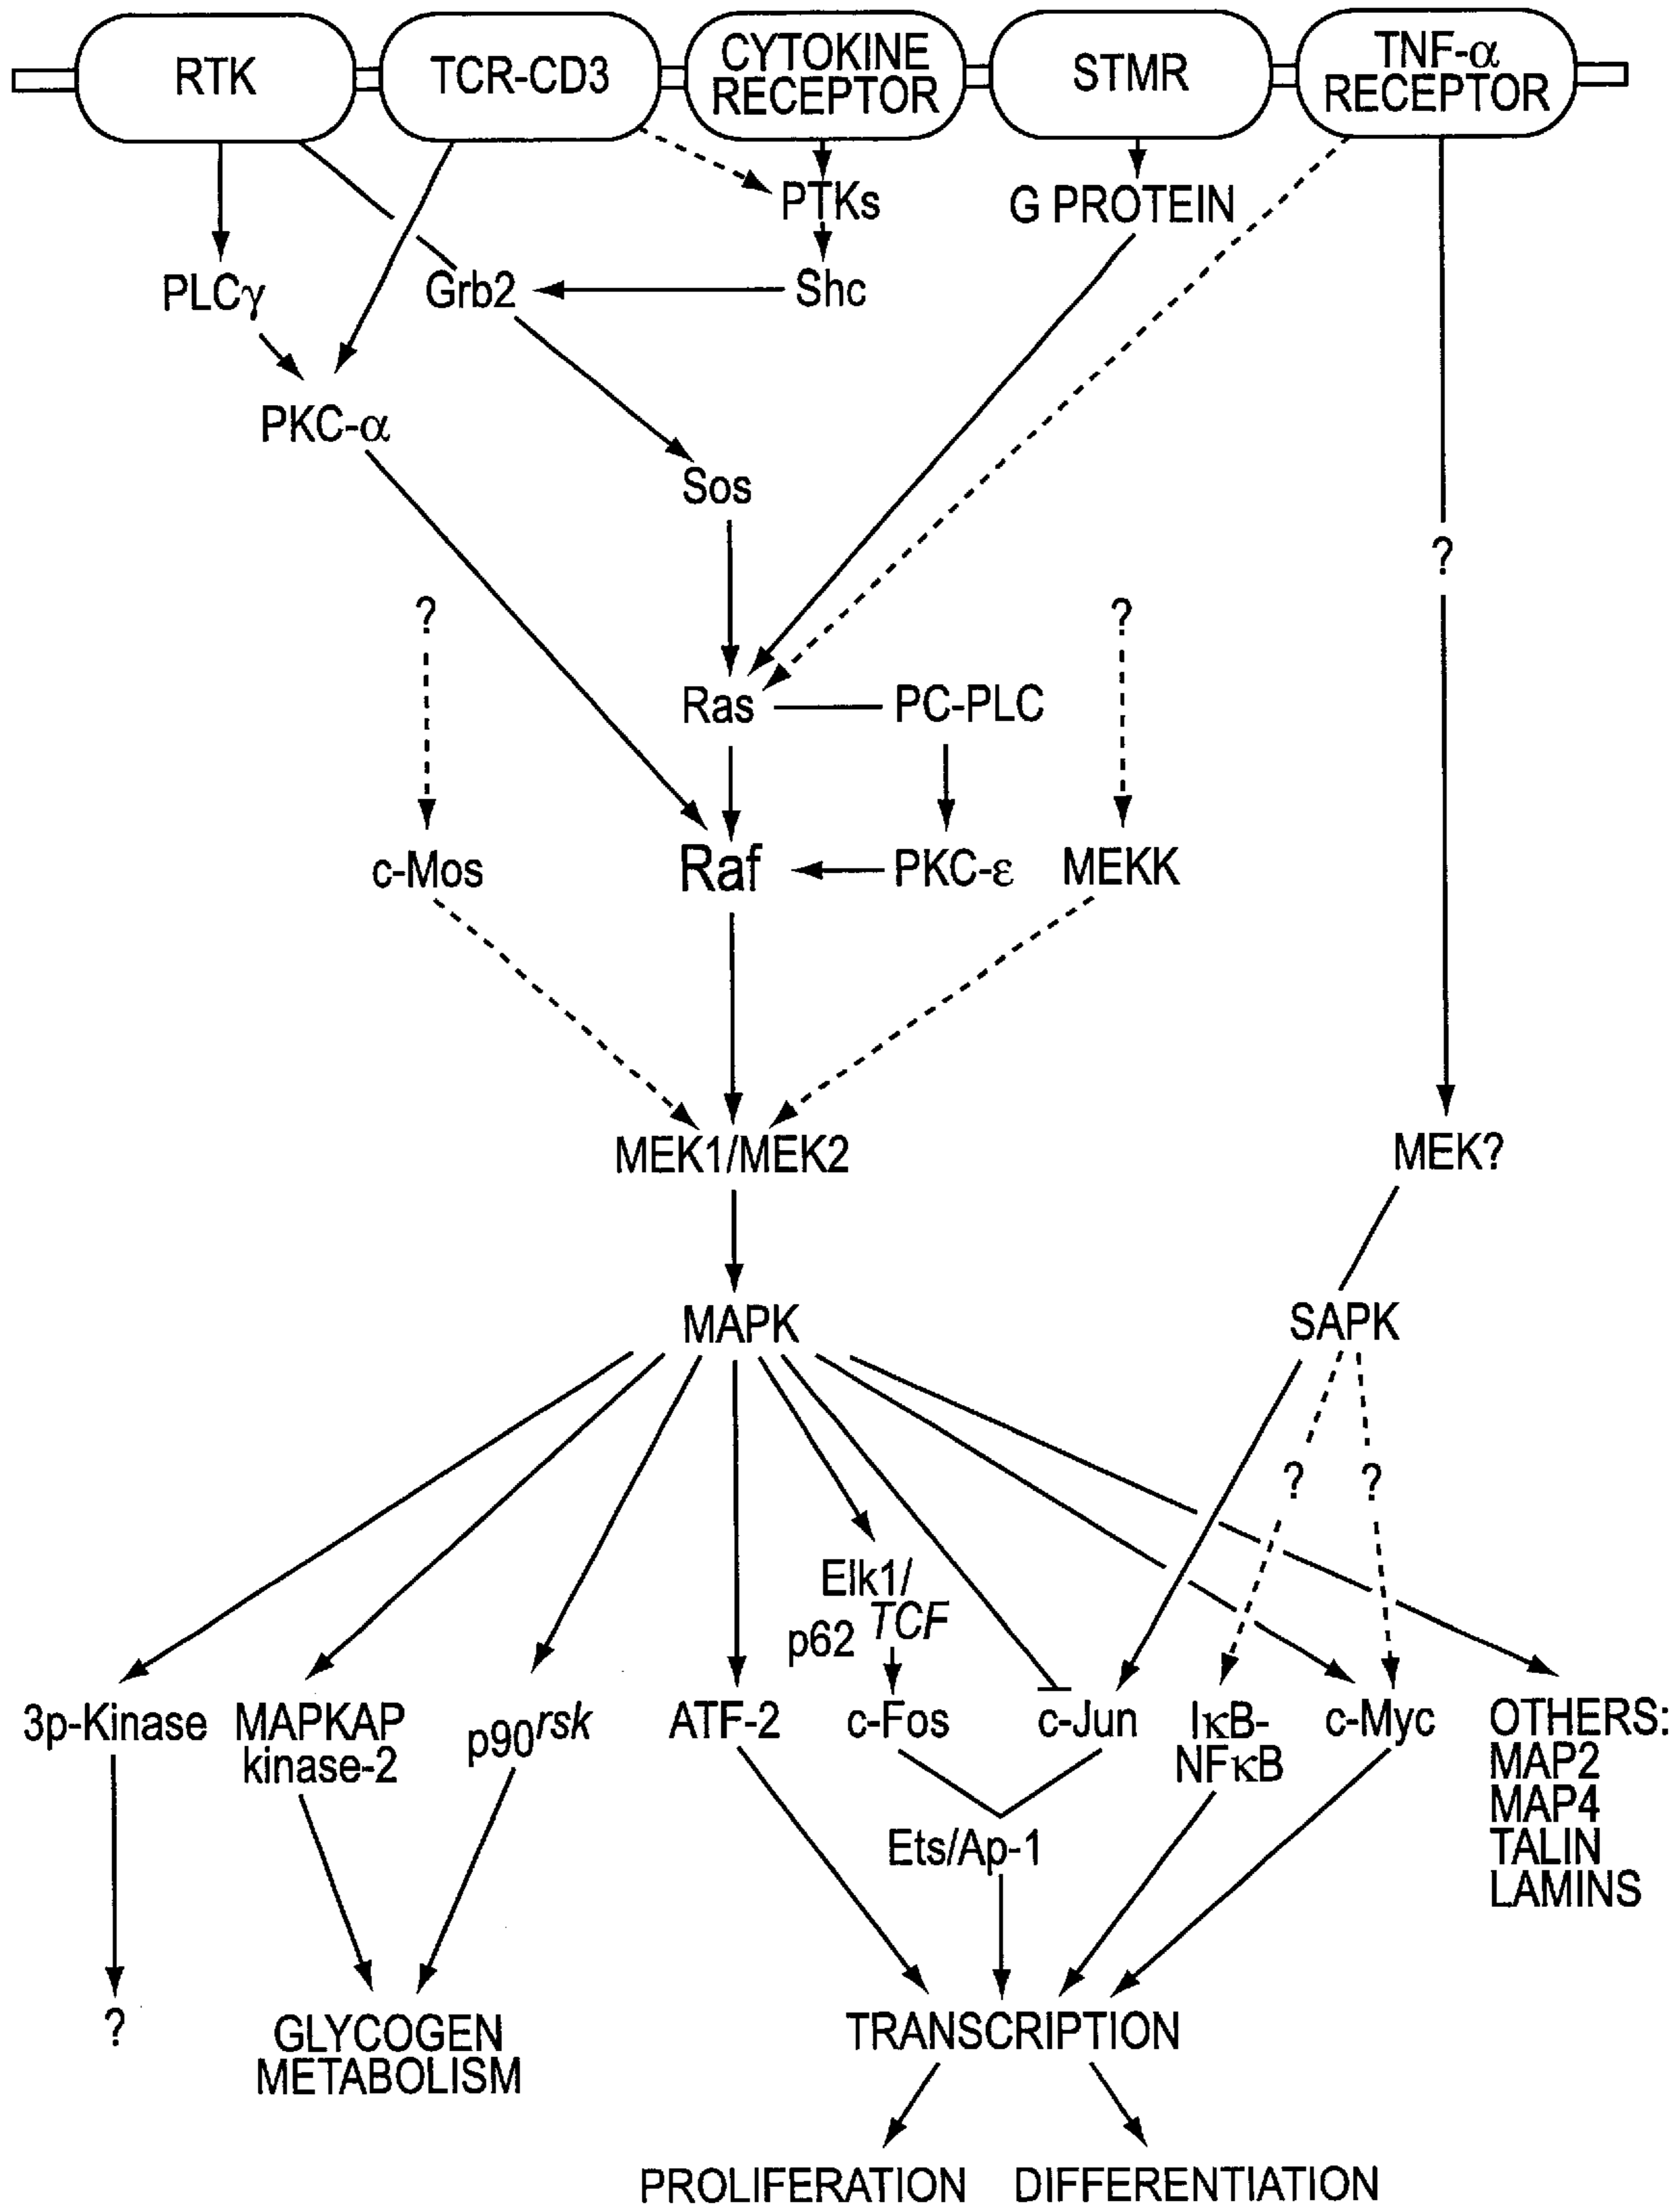 RTK
TCR-CD3
CYTOKINE
RECEPTOR
STMR
TNF-α
RECEPTOR
PTKs
G PROTEIN
PLCγ
Grb2
Shc
PKC-α
Sos
?
?
?
Ras
PC-PLC
c-Mos
Raf
PKC-ε
MEKK
MEK1/MEK2
MEK?
MAPK
SAPK
?
?
Elk1/
p62 TCF
3p-Kinase
MAPKAP
kinase-2
p90rsk
ATF-2
c-Fos
c-Jun
IκB-
NFκB
c-Myc
OTHERS:
MAP2
MAP4
TALIN
LAMINS
Ets/Ap-1
?
GLYCOGEN
METABOLISM
TRANSCRIPTION
PROLIFERATION
DIFFERENTIATION